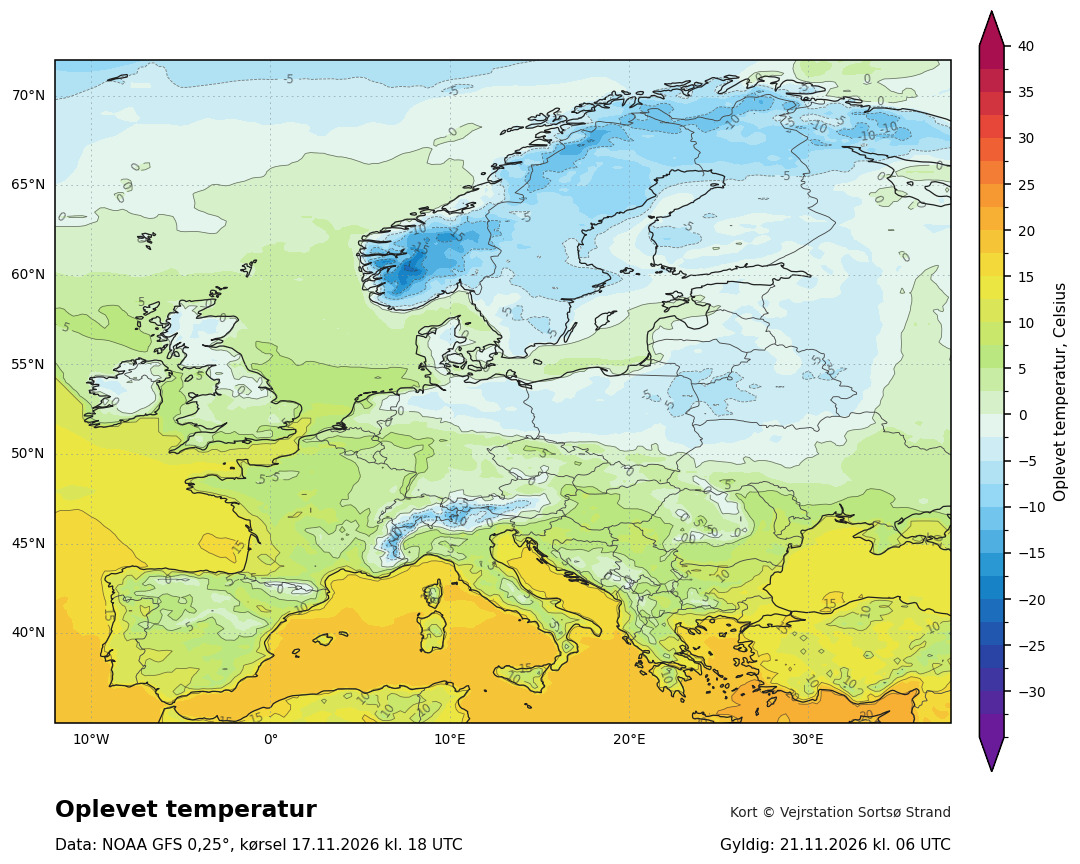 40
35
30
25
20
15
10
5
0
−5
−10
−15
−20
−25
−30
Oplevet temperatur, Celsius
70°N
65°N
60°N
55°N
50°N
45°N
40°N
10°W
0°
10°E
20°E
30°E
Oplevet temperatur
Kort © Vejrstation Sortsø Strand
Data: NOAA GFS 0,25°, kørsel 17.11.2026 kl. 18 UTC
Gyldig: 21.11.2026 kl. 06 UTC